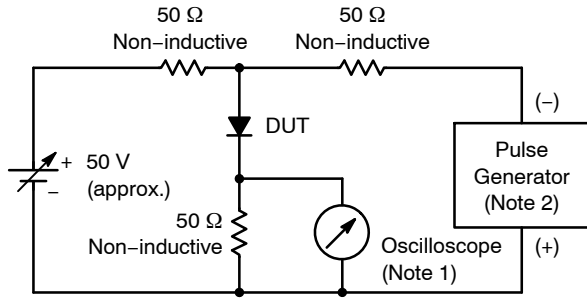 50 Ω
Non−inductive
50 Ω
Non−inductive
(−)
DUT
+
50 V
(approx.)
−
Pulse
Generator
(Note 2)
50 Ω
Non−inductive
Oscilloscope
(Note 1)
(+)